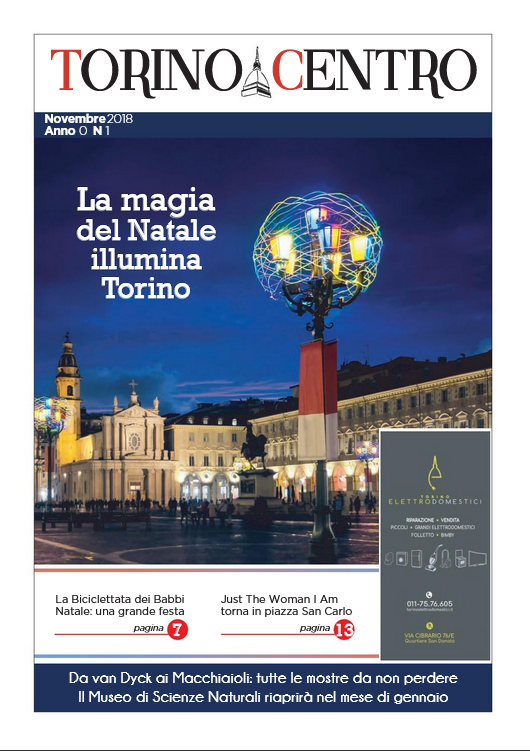 TORINO CENTRO
Novembre 2018
Anno 0 N 1
La magia
del Natale
illumina
Torino
TORINO
ELETTRODOMESTICI
RIPARAZIONE • VENDITA
PICCOLI • GRANDI ELETTRODOMESTICI
FOLLETTO • BIMBY
011-75.76.605
torinoelettrodomestici.it
VIA CIBRARIO 76/E
Quartiere San Donato
La Biciclettata dei Babbi
Natale: una grande festa
pagina 7
Just The Woman I Am
torna in piazza San Carlo
pagina 13
Da van Dyck ai Macchiaioli: tutte le mostre da non perdere
Il Museo di Scienze Naturali riaprirà nel mese di gennaio